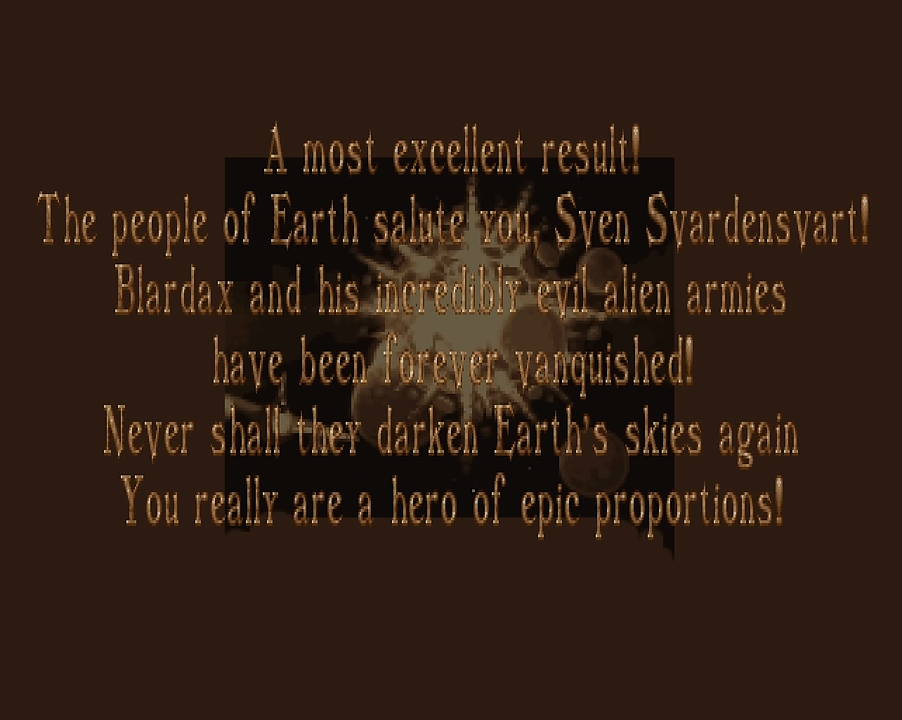 A most excellent result!
The people of Earth salute you, Sven Svardensvart!
Blardax and his incredibly evil alien armies
have been forever vanquished!
Never shall they darken Earth's skies again
You really are a hero of epic proportions!